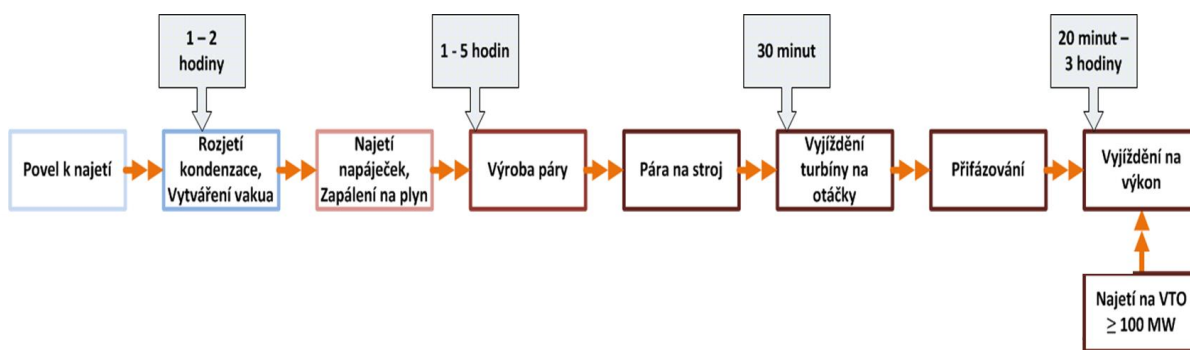 1 – 2
hodiny
1 - 5 hodin
30 minut
20 minut –
3 hodiny
Povel k najetí
Rozjetí
kondenzace,
Vytváření vakua
Najetí
napáječek,
Zapálení na plyn
Výroba páry
Pára na stroj
Vyjíždění
turbíny na
otáčky
Přifázování
Vyjíždění na
výkon
Najetí na VTO
≥ 100 MW